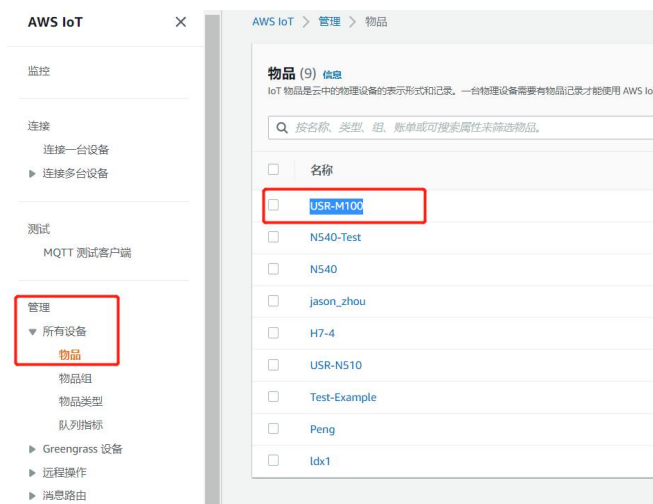 AWS IoT
监控
连接
连接一台设备
连接多台设备
测试
MQTT 测试客户端
管理
所有设备
物品
物品组
物品类型
队列指标
Greengrass 设备
远程操作
消息路由
AWS IoT > 管理 > 物品
物品 (9) 信息
IoT 物品是云中的物理设备的表示形式和记录。一台物理设备需要有物品记录才能使用 AWS Io
按名称、类型、组、账单或可搜索属性来筛选物品。
名称
USR-M100
N540-Test
N540
jason_zhou
H7-4
USR-N510
Test-Example
Peng
ldx1